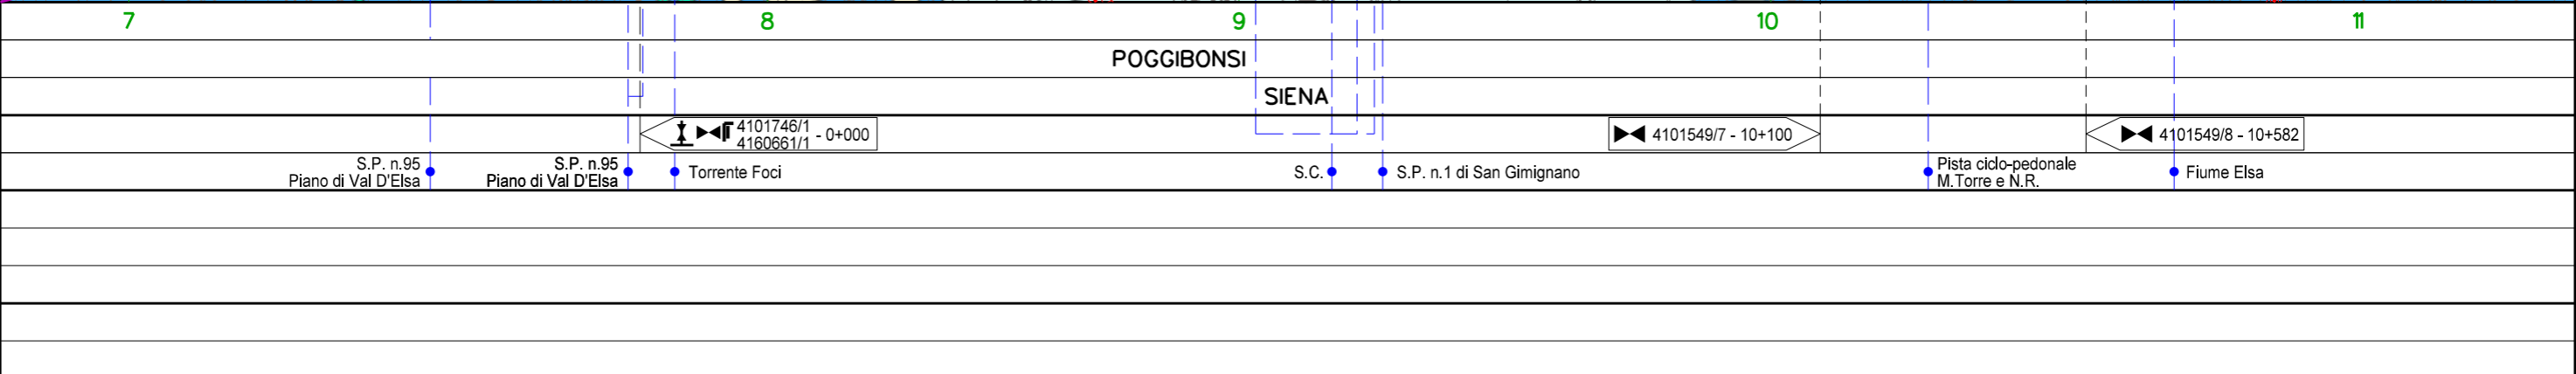 7 8 9 10 11
POGGIBONSI
SIENA
4101746/1
4160661/1 - 0+000
4101549/7 - 10+100
4101549/8 - 10+582
S.P. n.95
Piano di Val D'Elsa
S.P. n.95
Piano di Val D'Elsa
Torrente Foci
S.C.
S.P. n.1 di San Gimignano
Pista ciclo-pedonale
M.Torre e N.R.
Fiume Elsa